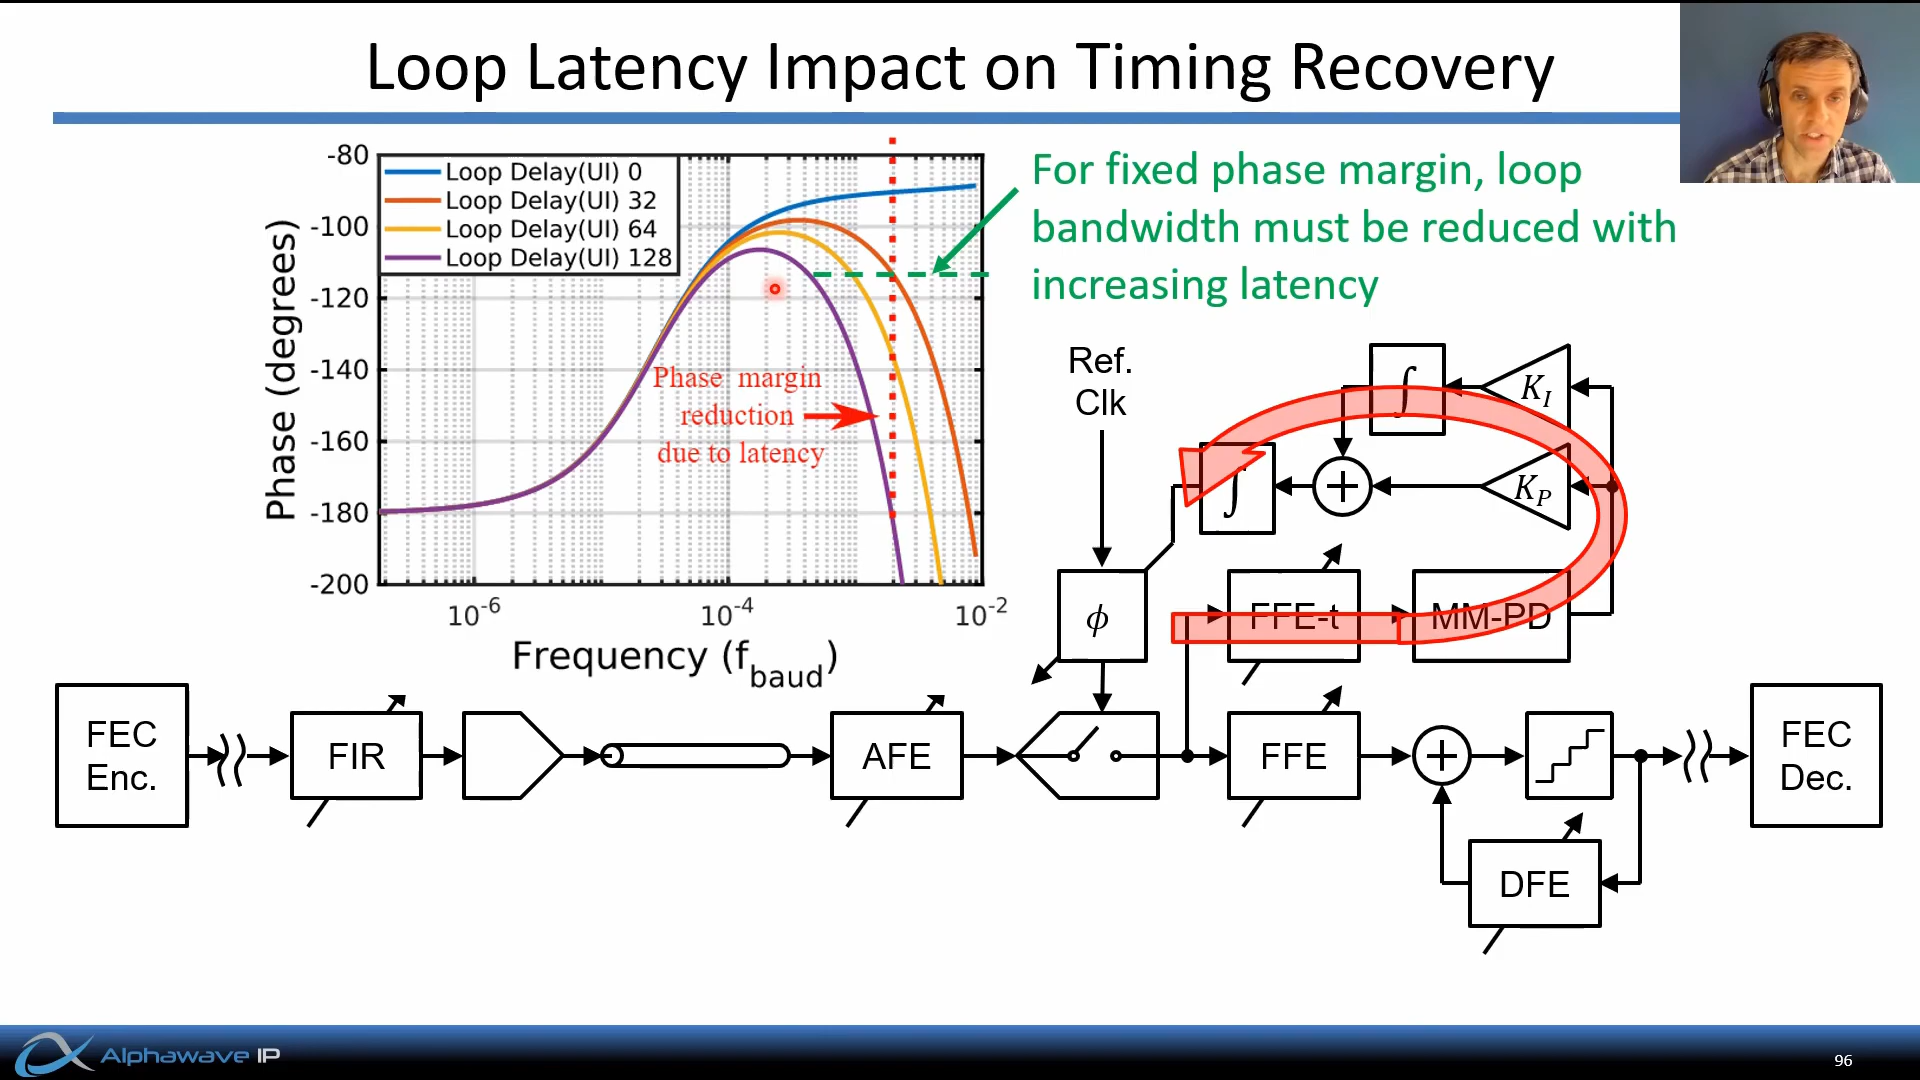 Loop Latency Impact on Timing Recovery
-80
-100
-120
-140
-160
-180
-200
Phase (degrees)
Loop Delay(UI) 0
Loop Delay(UI) 32
Loop Delay(UI) 64
Loop Delay(UI) 128
Phase margin
reduction
due to latency
10-6
10-4
10-2
Frequency (fbaud)
For fixed phase margin, loop
bandwidth must be reduced with
increasing latency
Ref.
Clk
∫
KI
∫
+
KP
ϕ
FFE-t
MM-PD
FEC
Enc.
FIR
AFE
FFE
+
FEC
Dec.
DFE
Alphawave IP
96